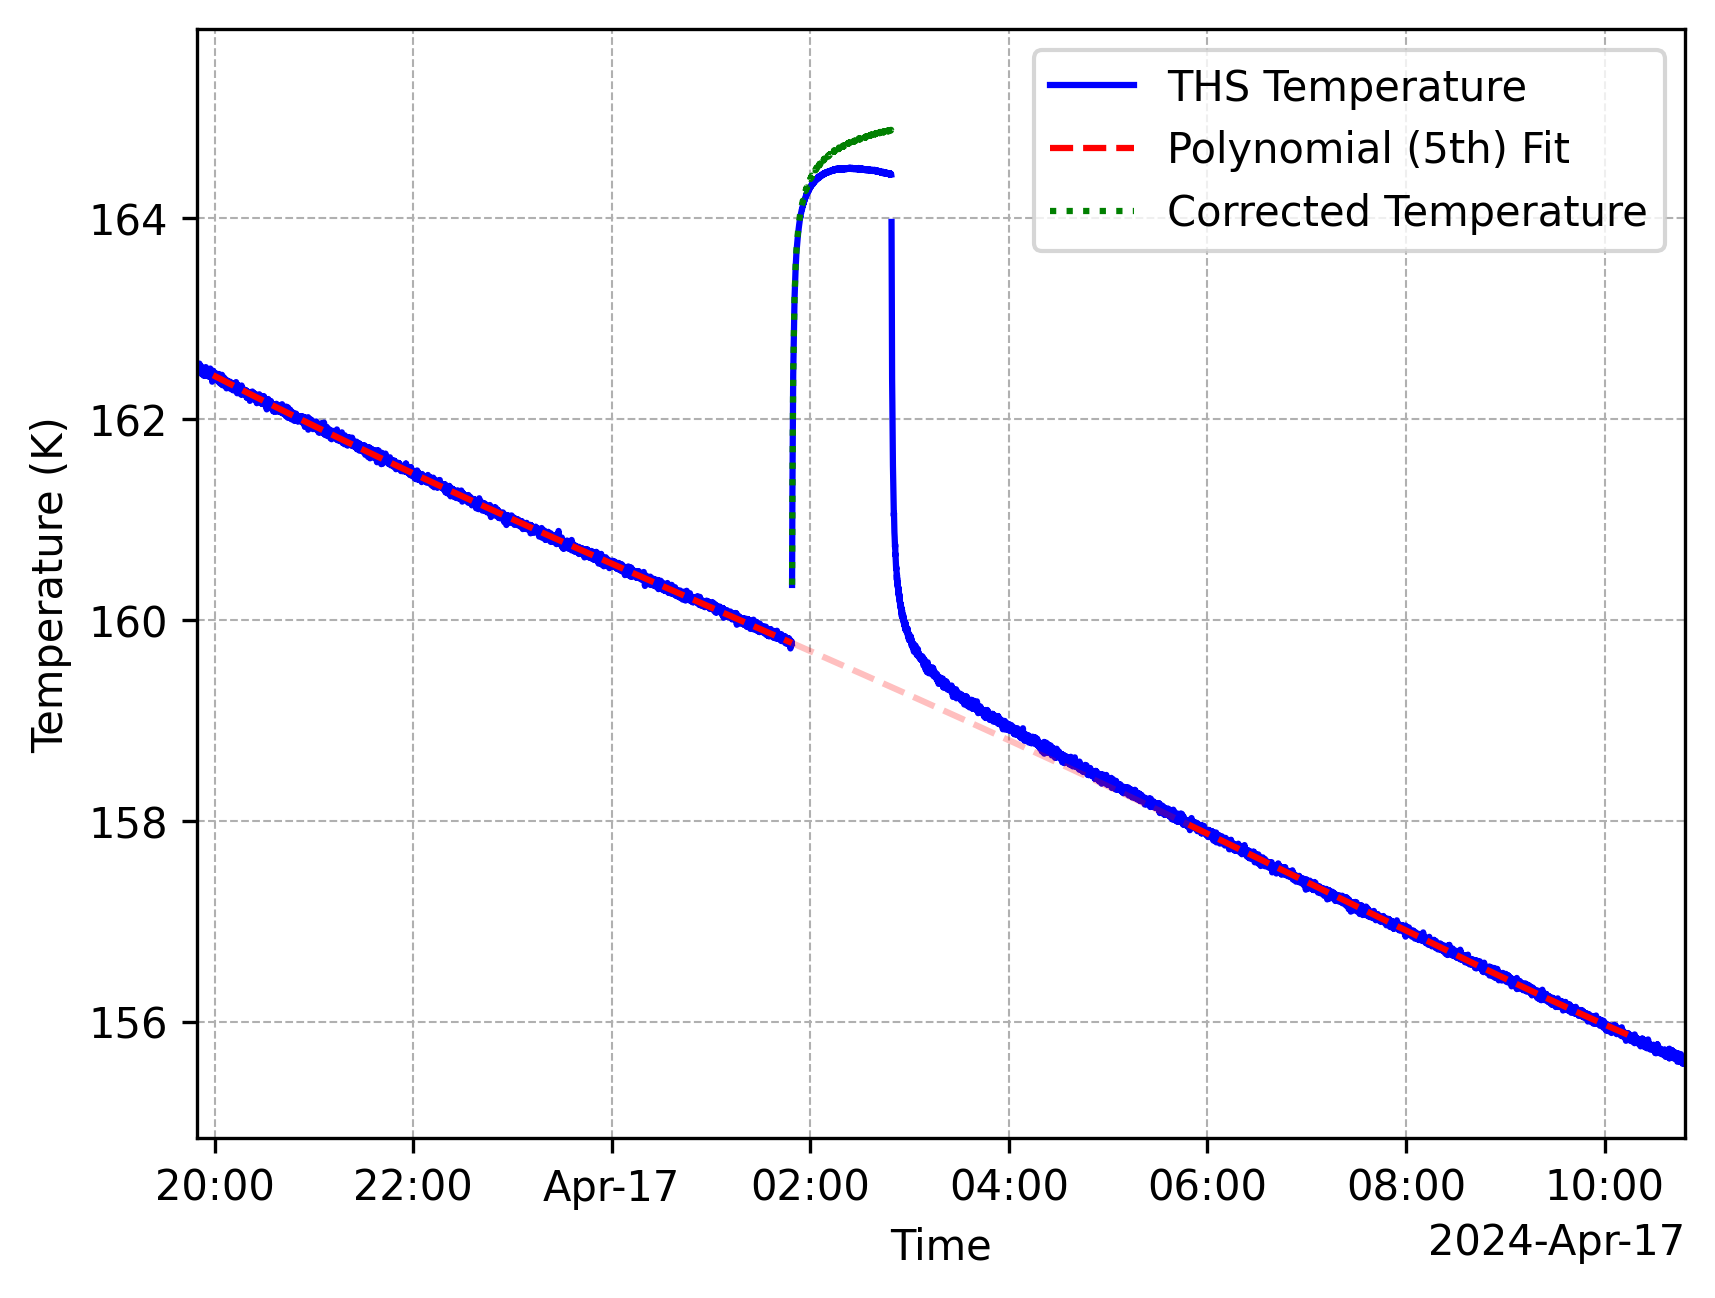 THS Temperature
Polynomial (5th) Fit
Corrected Temperature
Temperature (K)
164
162
160
158
156
20:00 22:00 Apr-17 02:00 04:00 06:00 08:00 10:00
Time
2024-Apr-17